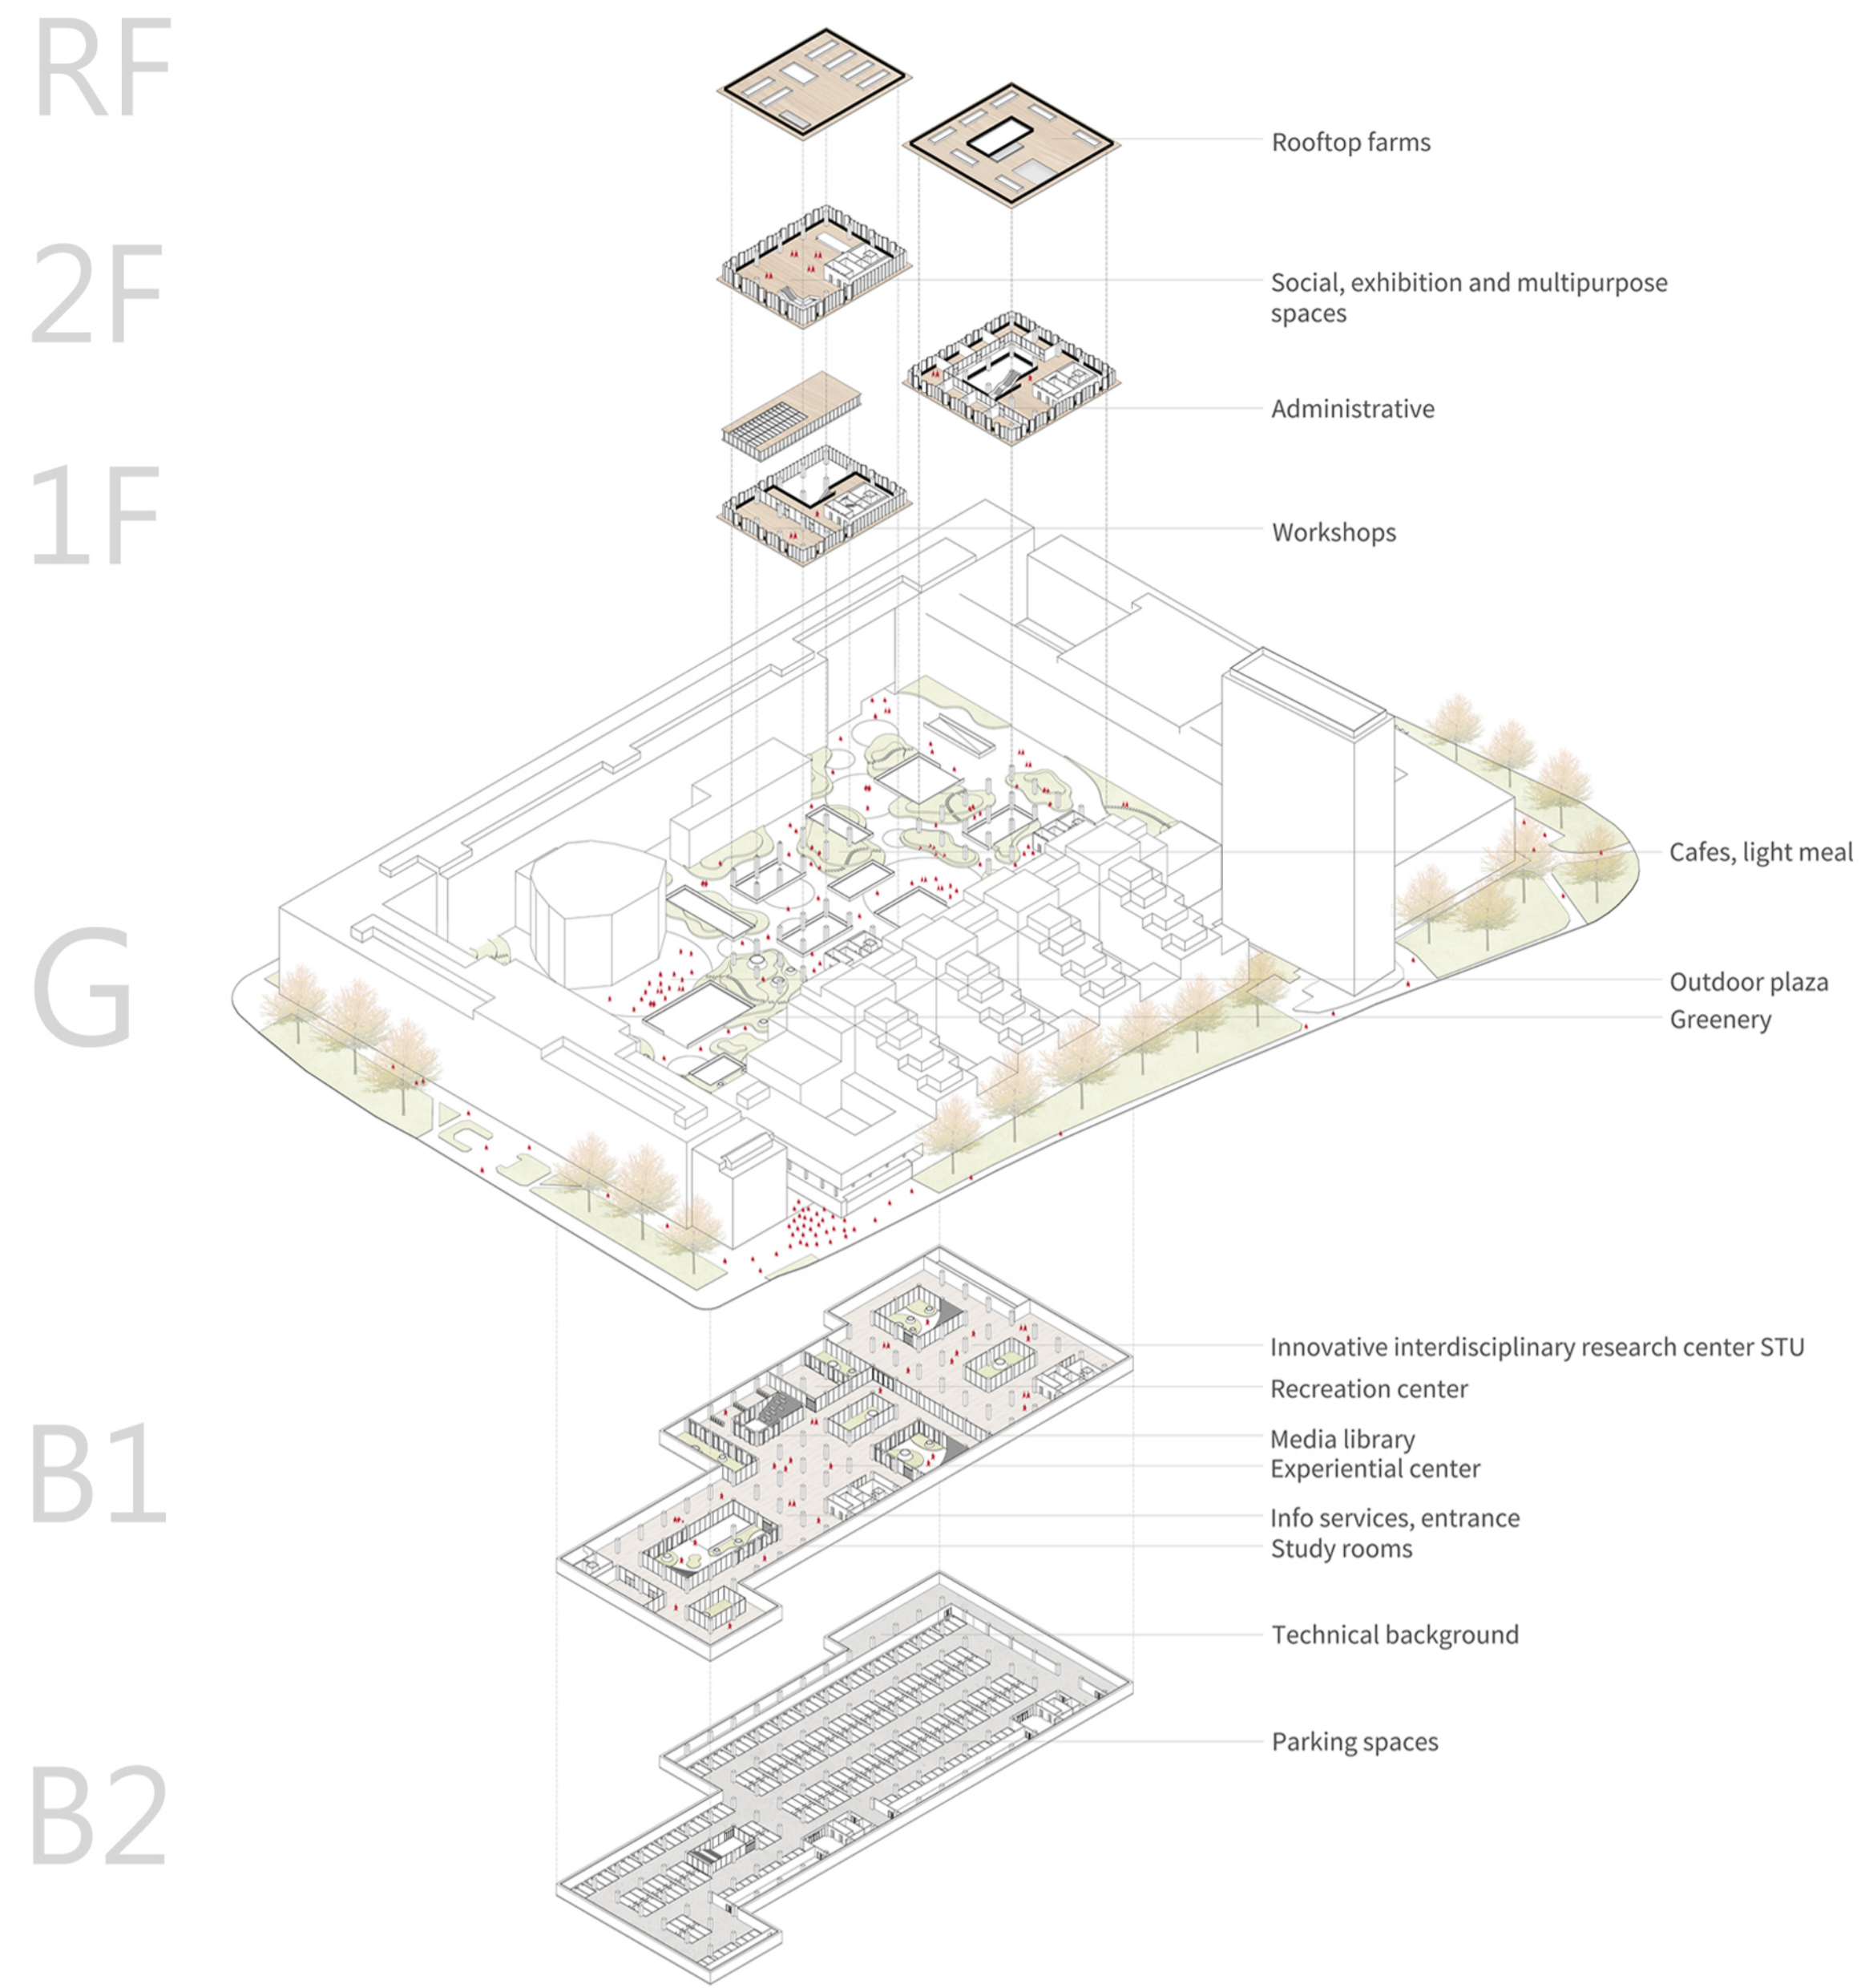 RF
Rooftop farms
2F
Social, exhibition and multipurpose
spaces
Administrative
1F
Workshops
G
Cafes, light meal
Outdoor plaza
Greenery
B1
Innovative interdisciplinary research center STU
Recreation center
Media library
Experiential center
Info services, entrance
Study rooms
Technical background
B2
Parking spaces